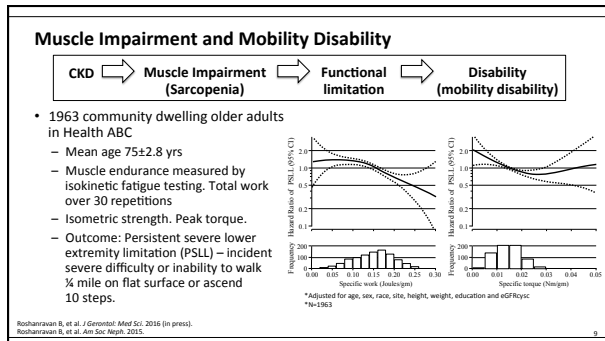 Muscle Impairment and Mobility Disability
CKD
Muscle Impairment
(Sarcopenia)
Functional
limitation
Disability
(mobility disability)
• 1963 community dwelling older adults
in Health ABC
– Mean age 75±2.8 yrs
– Muscle endurance measured by
isokinetic fatigue testing. Total work
over 30 repetitions
– Isometric strength. Peak torque.
– Outcome: Persistent severe lower
extremity limitation (PSLL) – incident
severe difficulty or inability to walk
¼ mile on flat surface or ascend
10 steps.
Hazard Ratio of PSLL (95% CI)
2.0
1.0
0.5
0.2
0.1
Frequency
200
100
0
0.00 0.05 0.10 0.15 0.20 0.25 0.30
Specific work (Joules/gm)
Hazard Ratio of PSLL (95% CI)
2.0
1.0
0.5
0.2
0.1
Frequency
200
100
0
0.00 0.01 0.02 0.03 0.04 0.05
Specific torque (Nm/gm)
*Adjusted for age, sex, race, site, height, weight, education and eGFRcysc
*N=1963
Roshanravan B, et al. J Gerontol: Med Sci. 2016 (in press).
Roshanravan B, et al. Am Soc Neph. 2015.
9